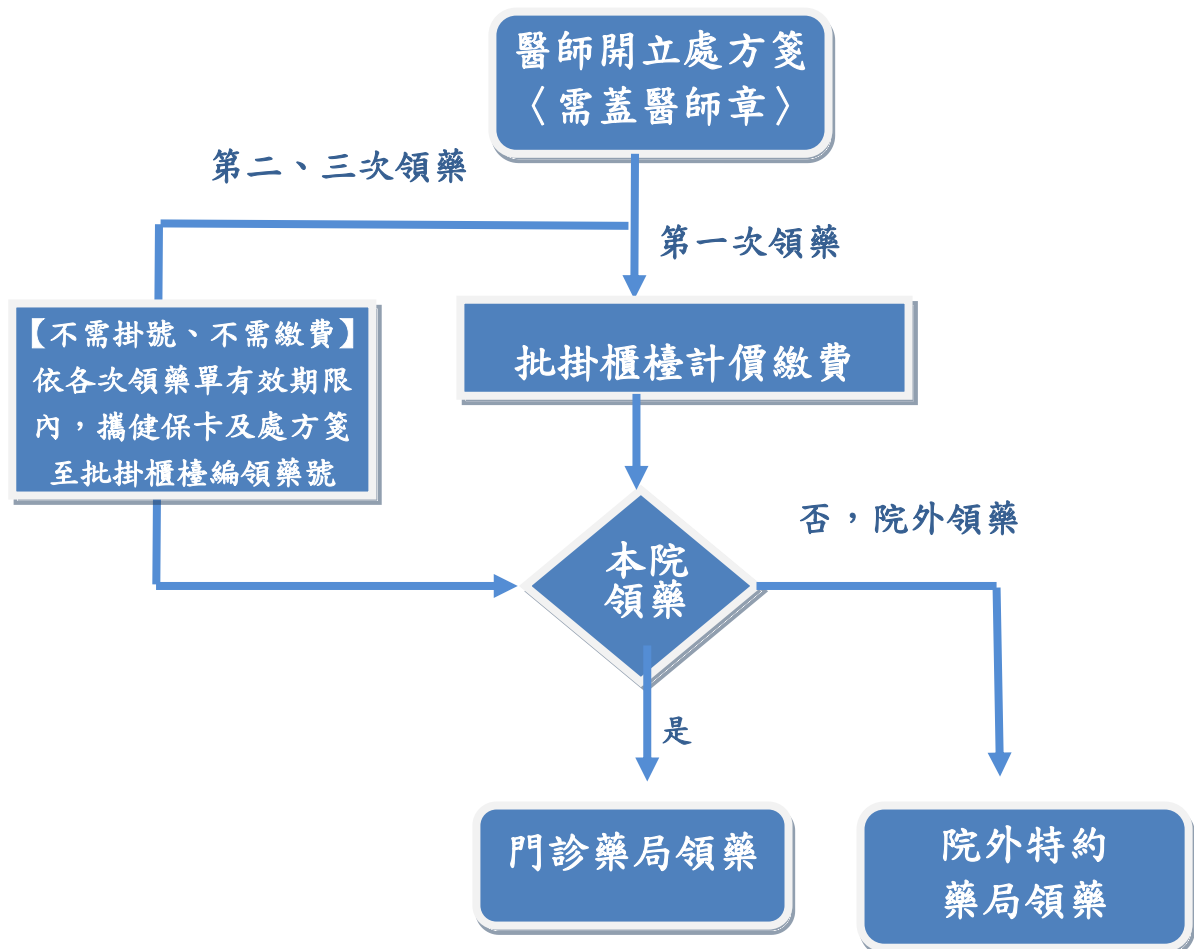 醫師開立處方箋
〈需蓋醫師章〉
第二、三次領藥
第一次領藥
【不需掛號、不需繳費】
依各次領藥單有效期限
內，攜健保卡及處方箋
至批掛櫃檯編領藥號
批掛櫃檯計價繳費
否，院外領藥
本院
領藥
是
門診藥局領藥
院外特約
藥局領藥